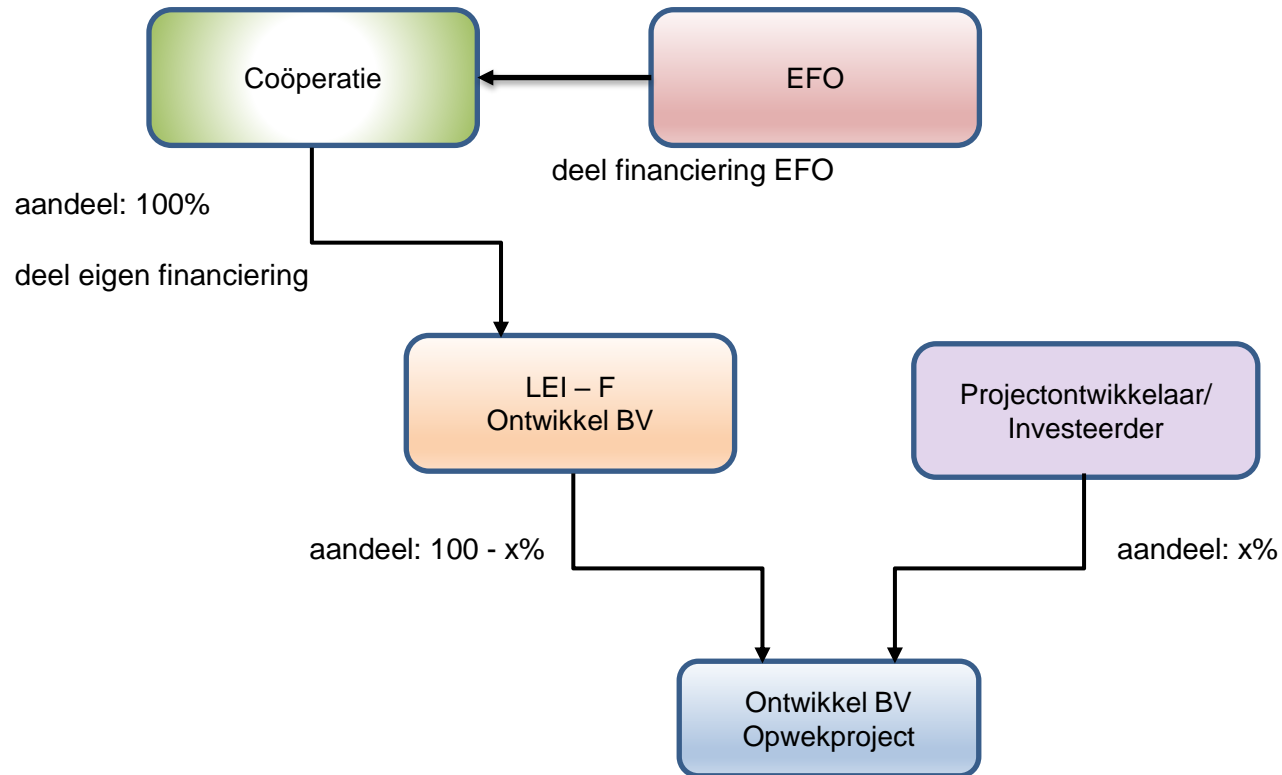 Coöperatie
EFO
deel financiering EFO
aandeel: 100%
deel eigen financiering
LEI – F
Ontwikkel BV
Projectontwikkelaar/
Investeerder
aandeel: 100 - x%
aandeel: x%
Ontwikkel BV
Opwekproject